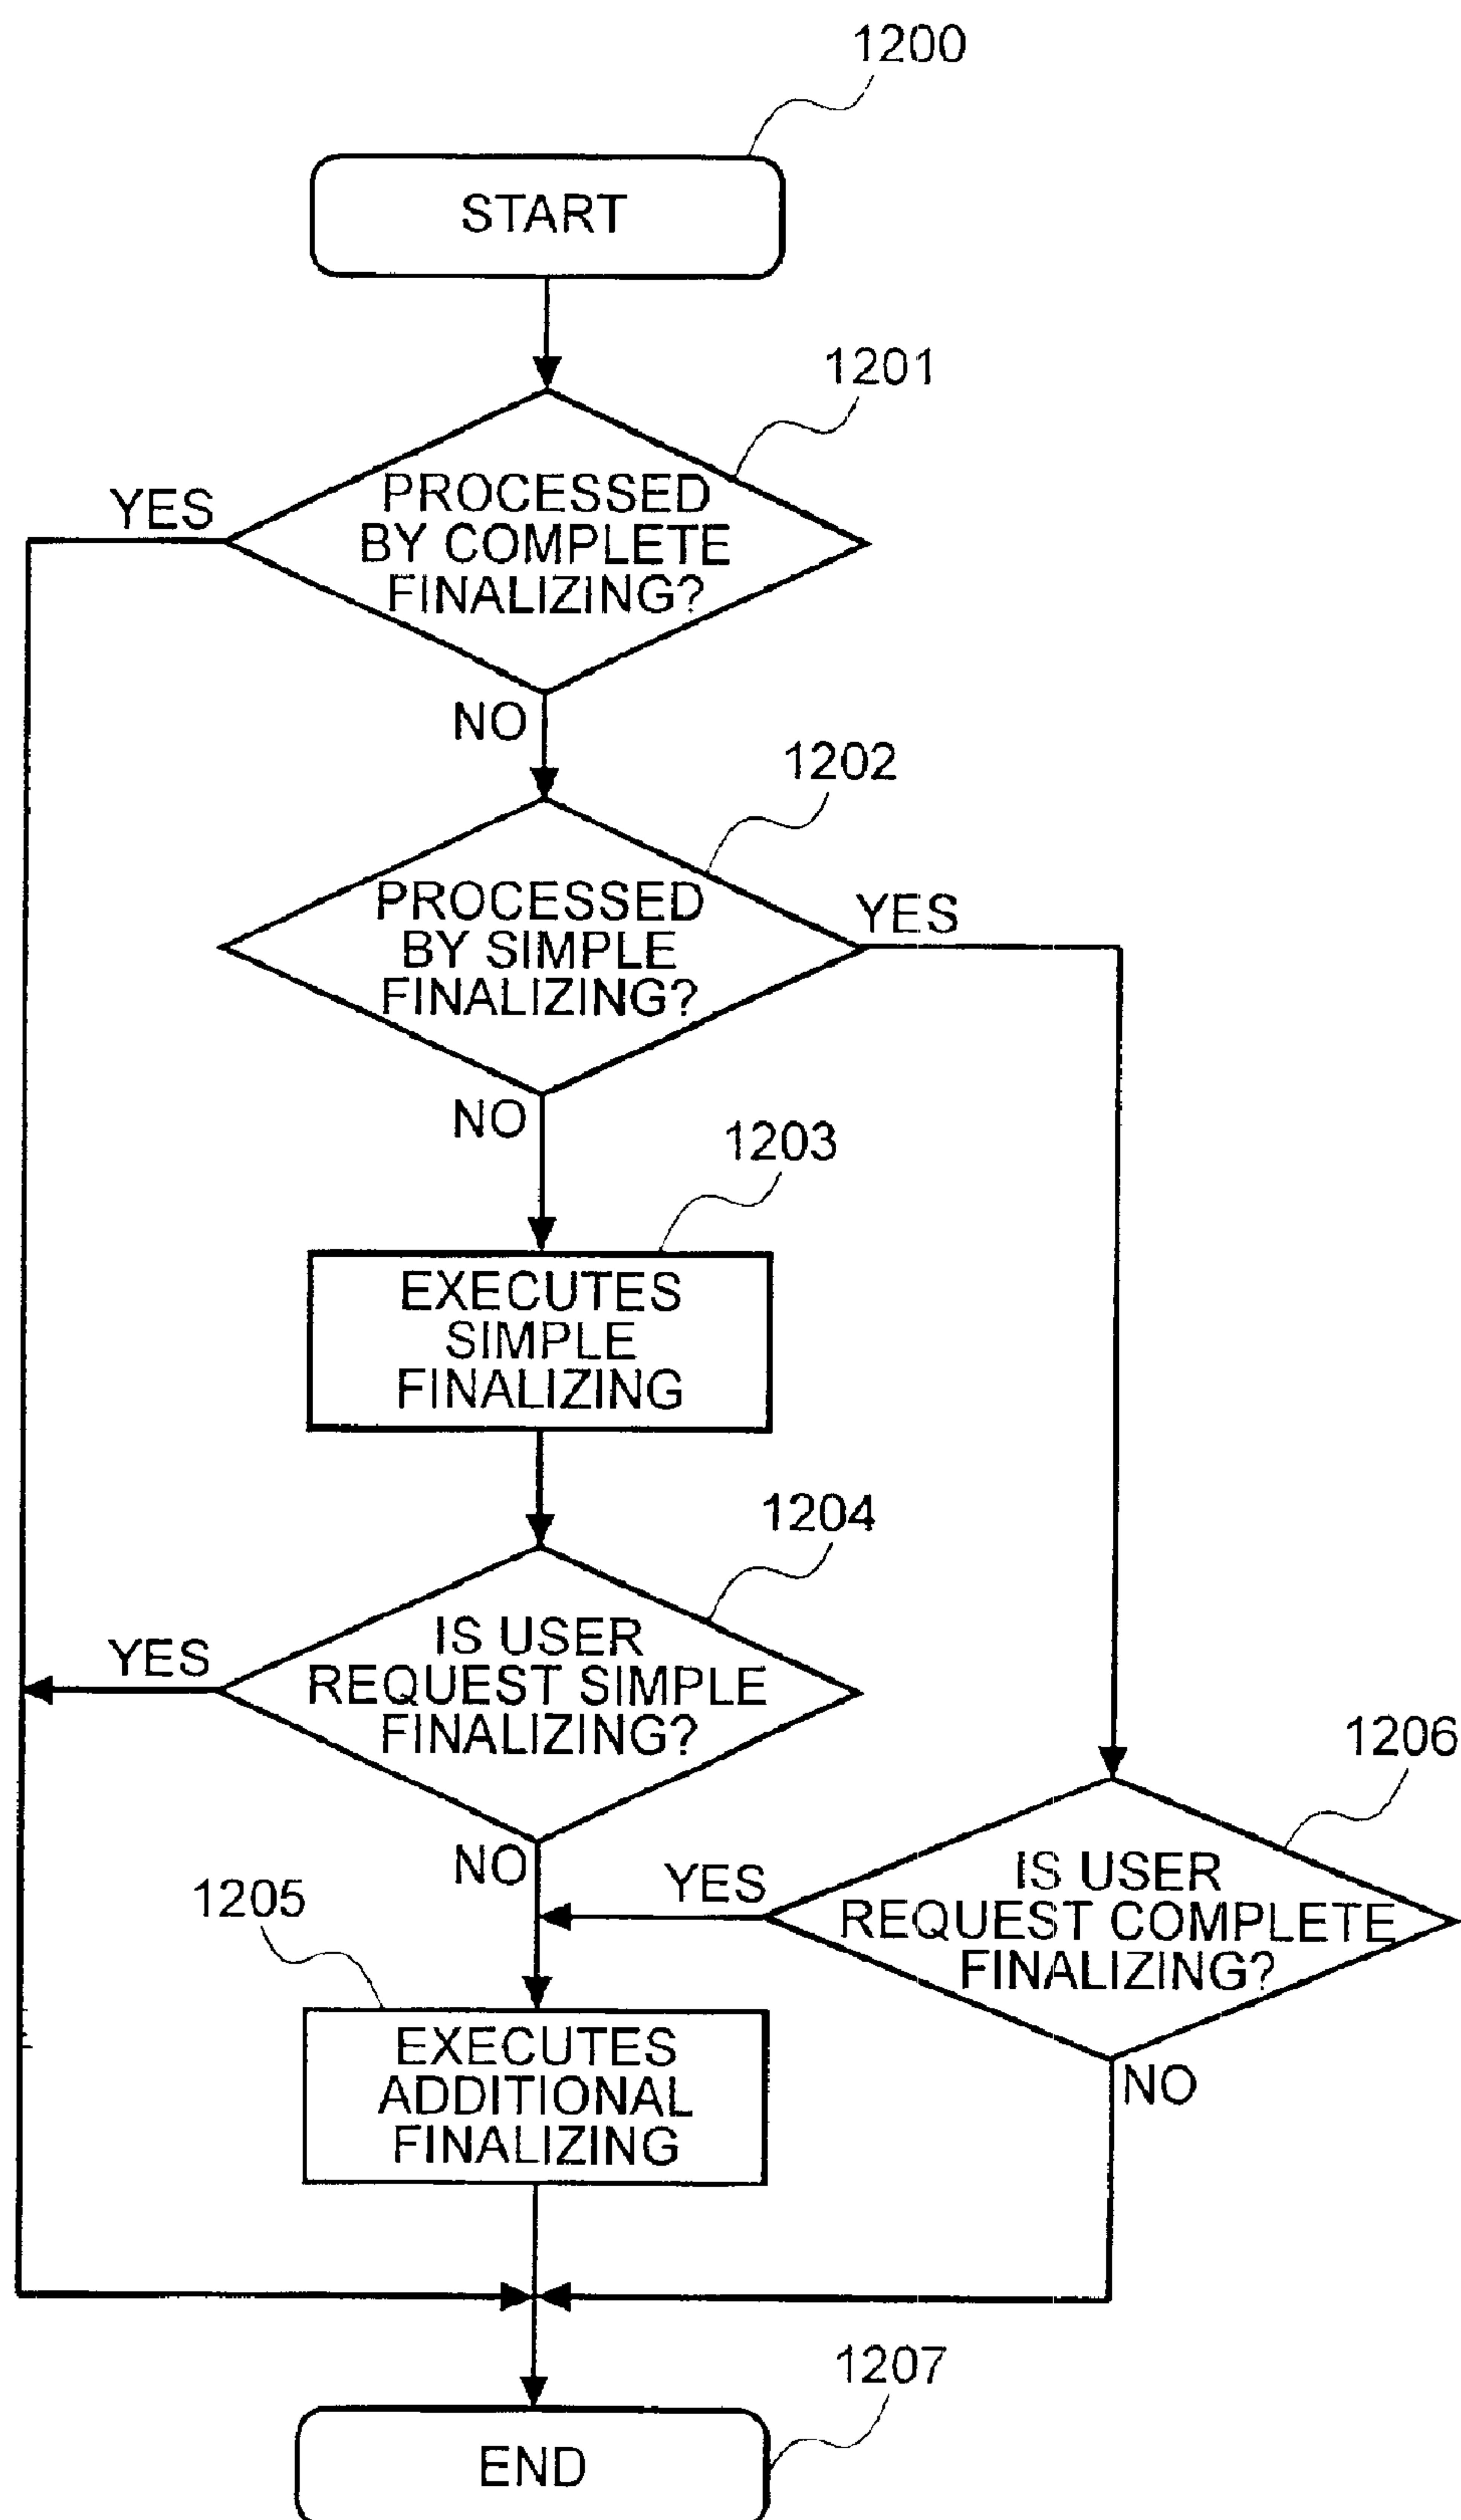 1200
START
1201
YES
PROCESSED
BY COMPLETE
FINALIZING?
NO
1202
PROCESSED
BY SIMPLE
FINALIZING?
YES
NO
1203
EXECUTES
SIMPLE
FINALIZING
1204
YES
IS USER
REQUEST SIMPLE
FINALIZING?
1206
NO
YES
IS USER
REQUEST COMPLETE
FINALIZING?
1205
EXECUTES
ADDITIONAL
FINALIZING
NO
1207
END